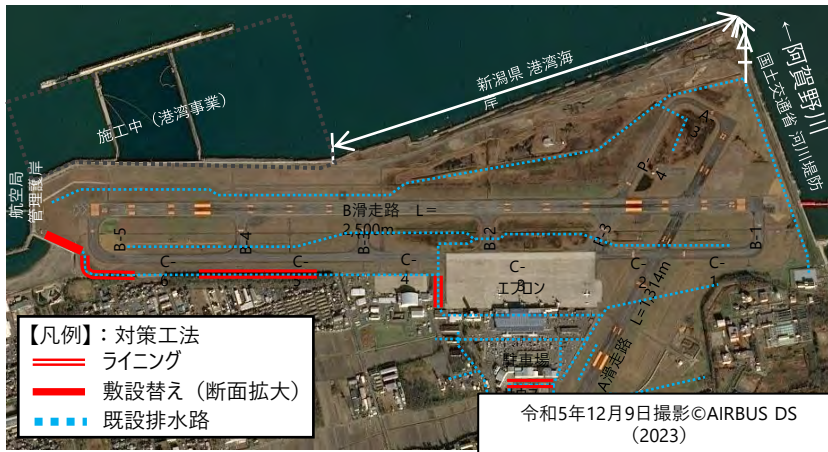 新潟県 港湾海
岸
←阿賀野川
国土交通省 河川堤防
施工中（港湾事業）
航空局
管理護岸
A-
3
P-
4
B滑走路　L＝
2,500m
B-5
B-4
B-3
B-2
C-3
B-1
C-
6
C-
5
C-
4
C-
8
エプロン
C-
2
C-
1
A滑走路　L=1,314m
駐車場
【凡例】：対策工法
ライニング
敷設替え（断面拡大）
既設排水路
令和5年12月9日撮影©AIRBUS DS
（2023）